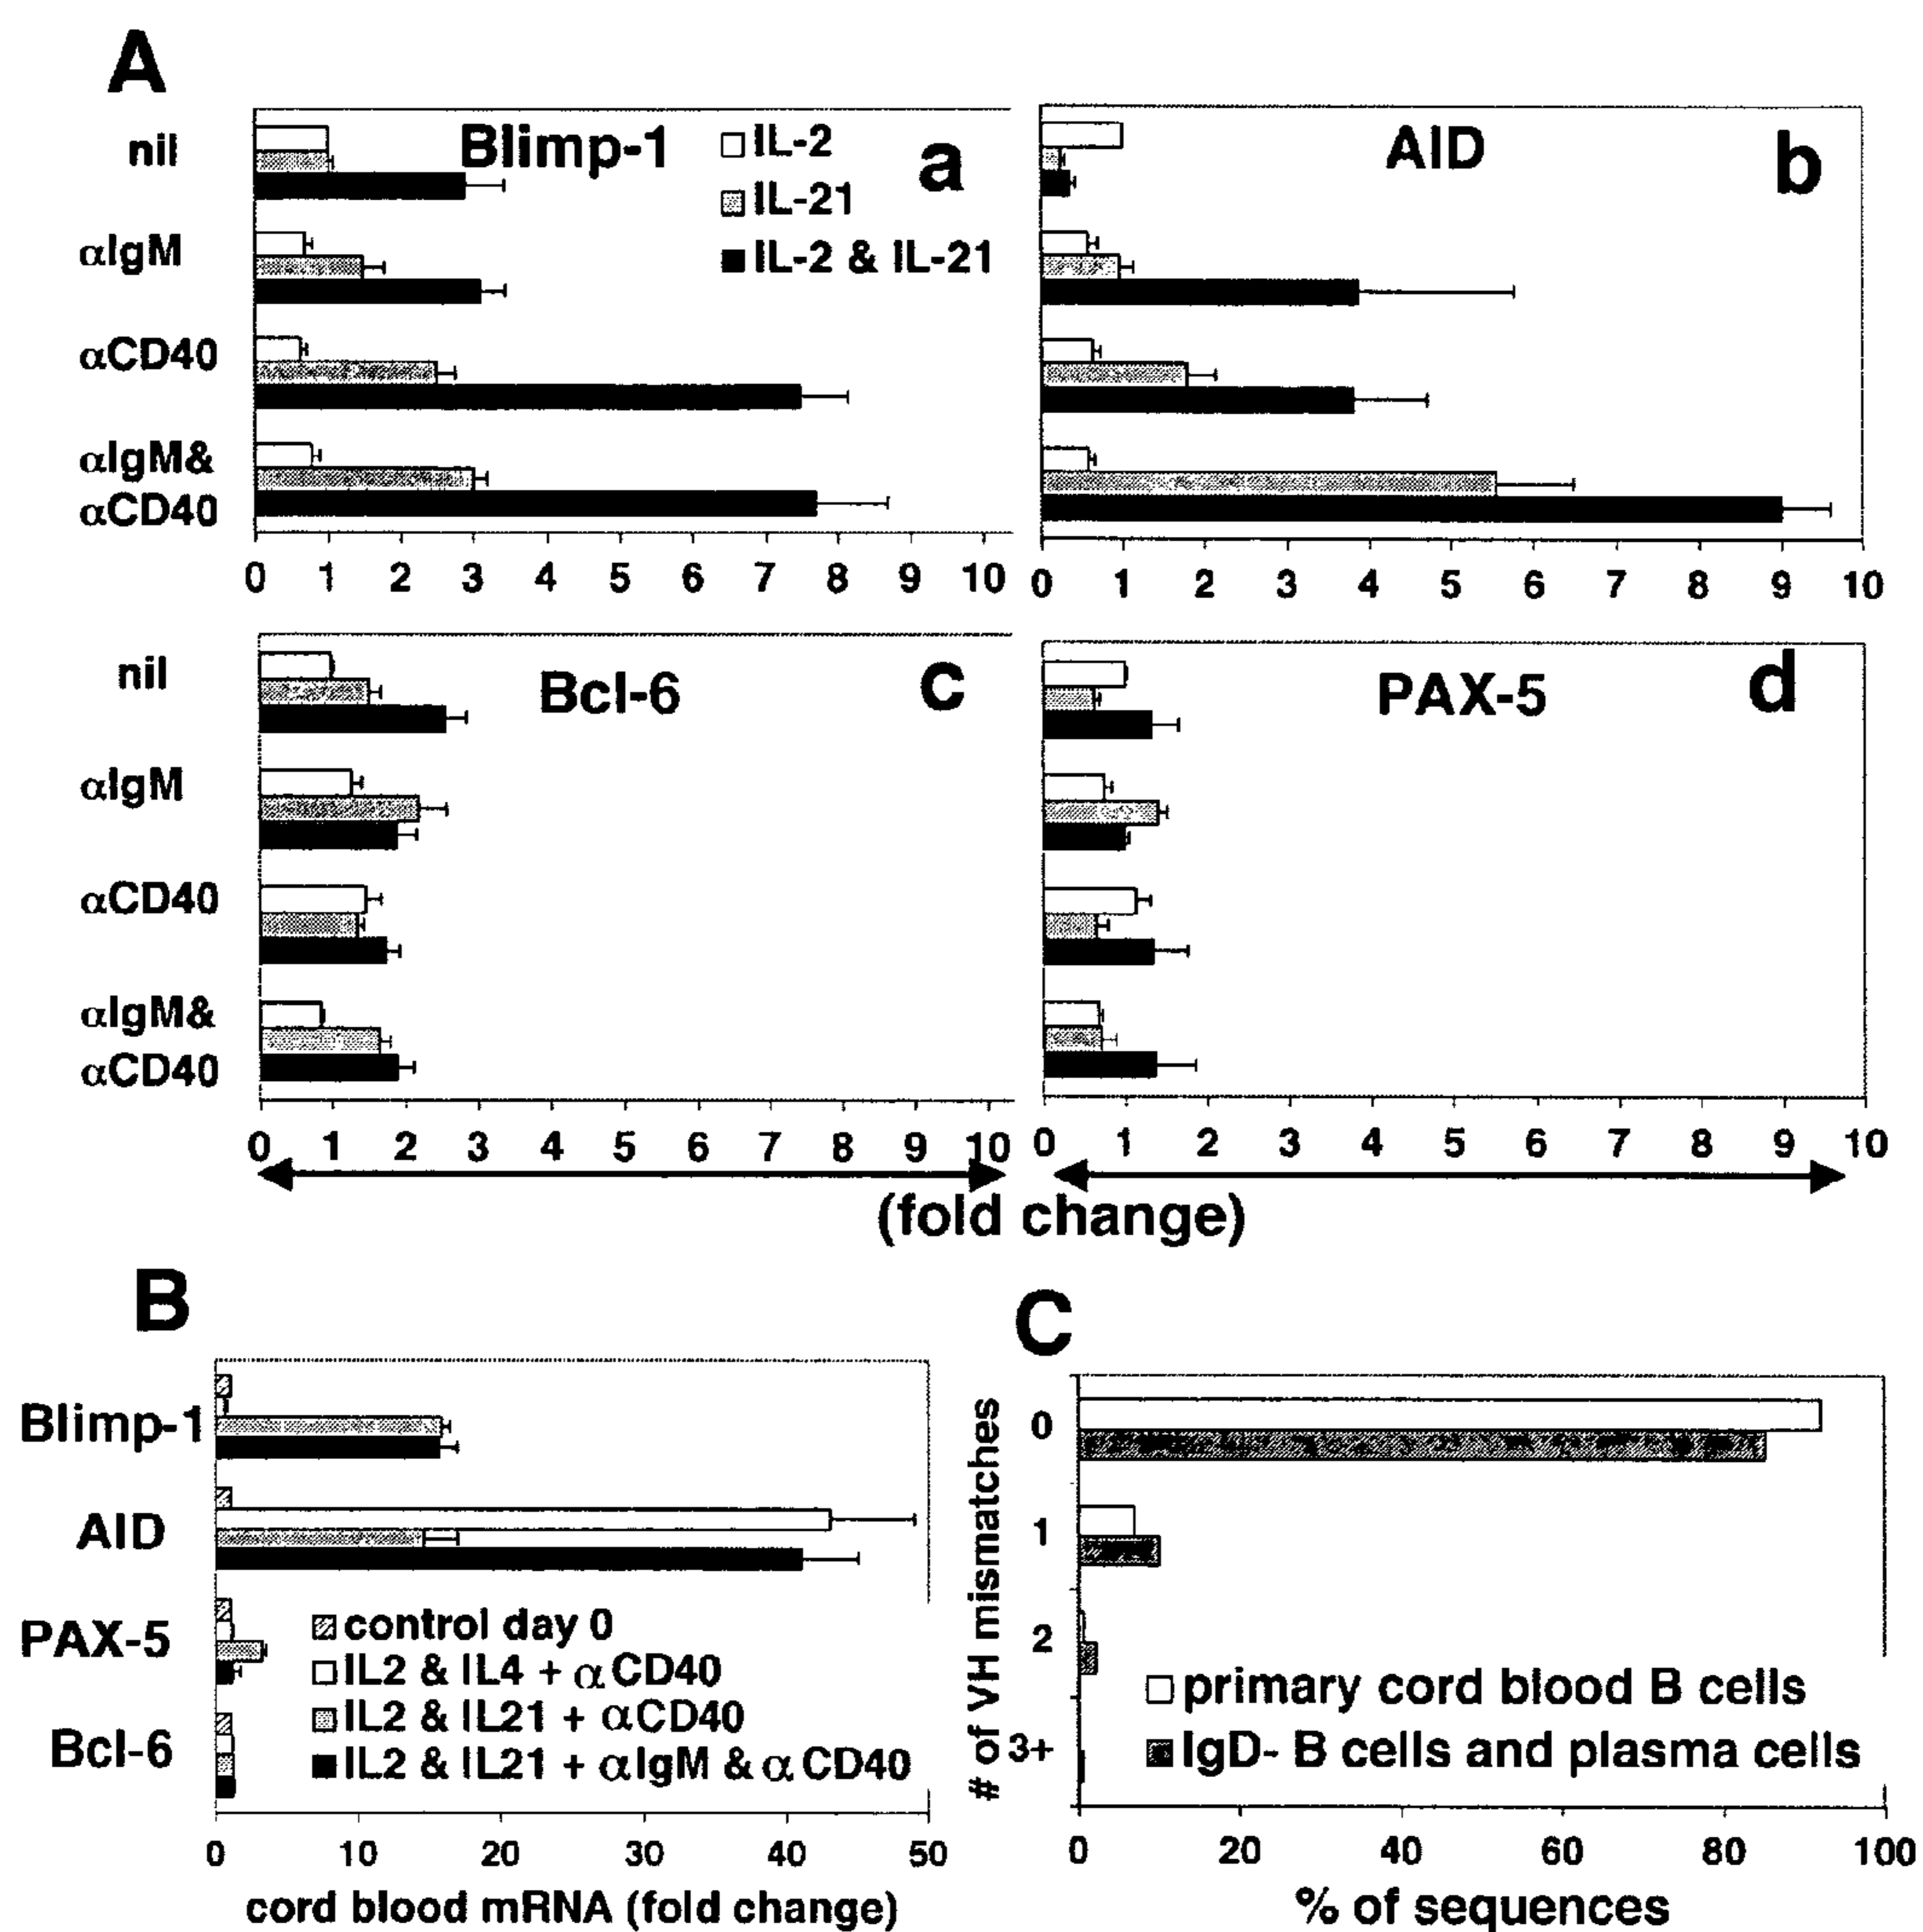 A
nil
αIgM
αCD40
αIgM&
αCD40
Blimp-1
a
IL-2
IL-21
IL-2 & IL-21
0 1 2 3 4 5 6 7 8 9 10
AID
b
0 1 2 3 4 5 6 7 8 9 10
nil
αIgM
αCD40
αIgM&
αCD40
Bcl-6
c
0 1 2 3 4 5 6 7 8 9 10
PAX-5
d
0 1 2 3 4 5 6 7 8 9 10
(fold change)
B
Blimp-1
AID
PAX-5
Bcl-6
control day 0
IL2 & IL4 + αCD40
IL2 & IL21 + αCD40
IL2 & IL21 + αIgM & αCD40
0 10 20 30 40 50
cord blood mRNA (fold change)
C
# of VH mismatches
0
1
2
3+
primary cord blood B cells
IgD- B cells and plasma cells
0 20 40 60 80 100
% of sequences